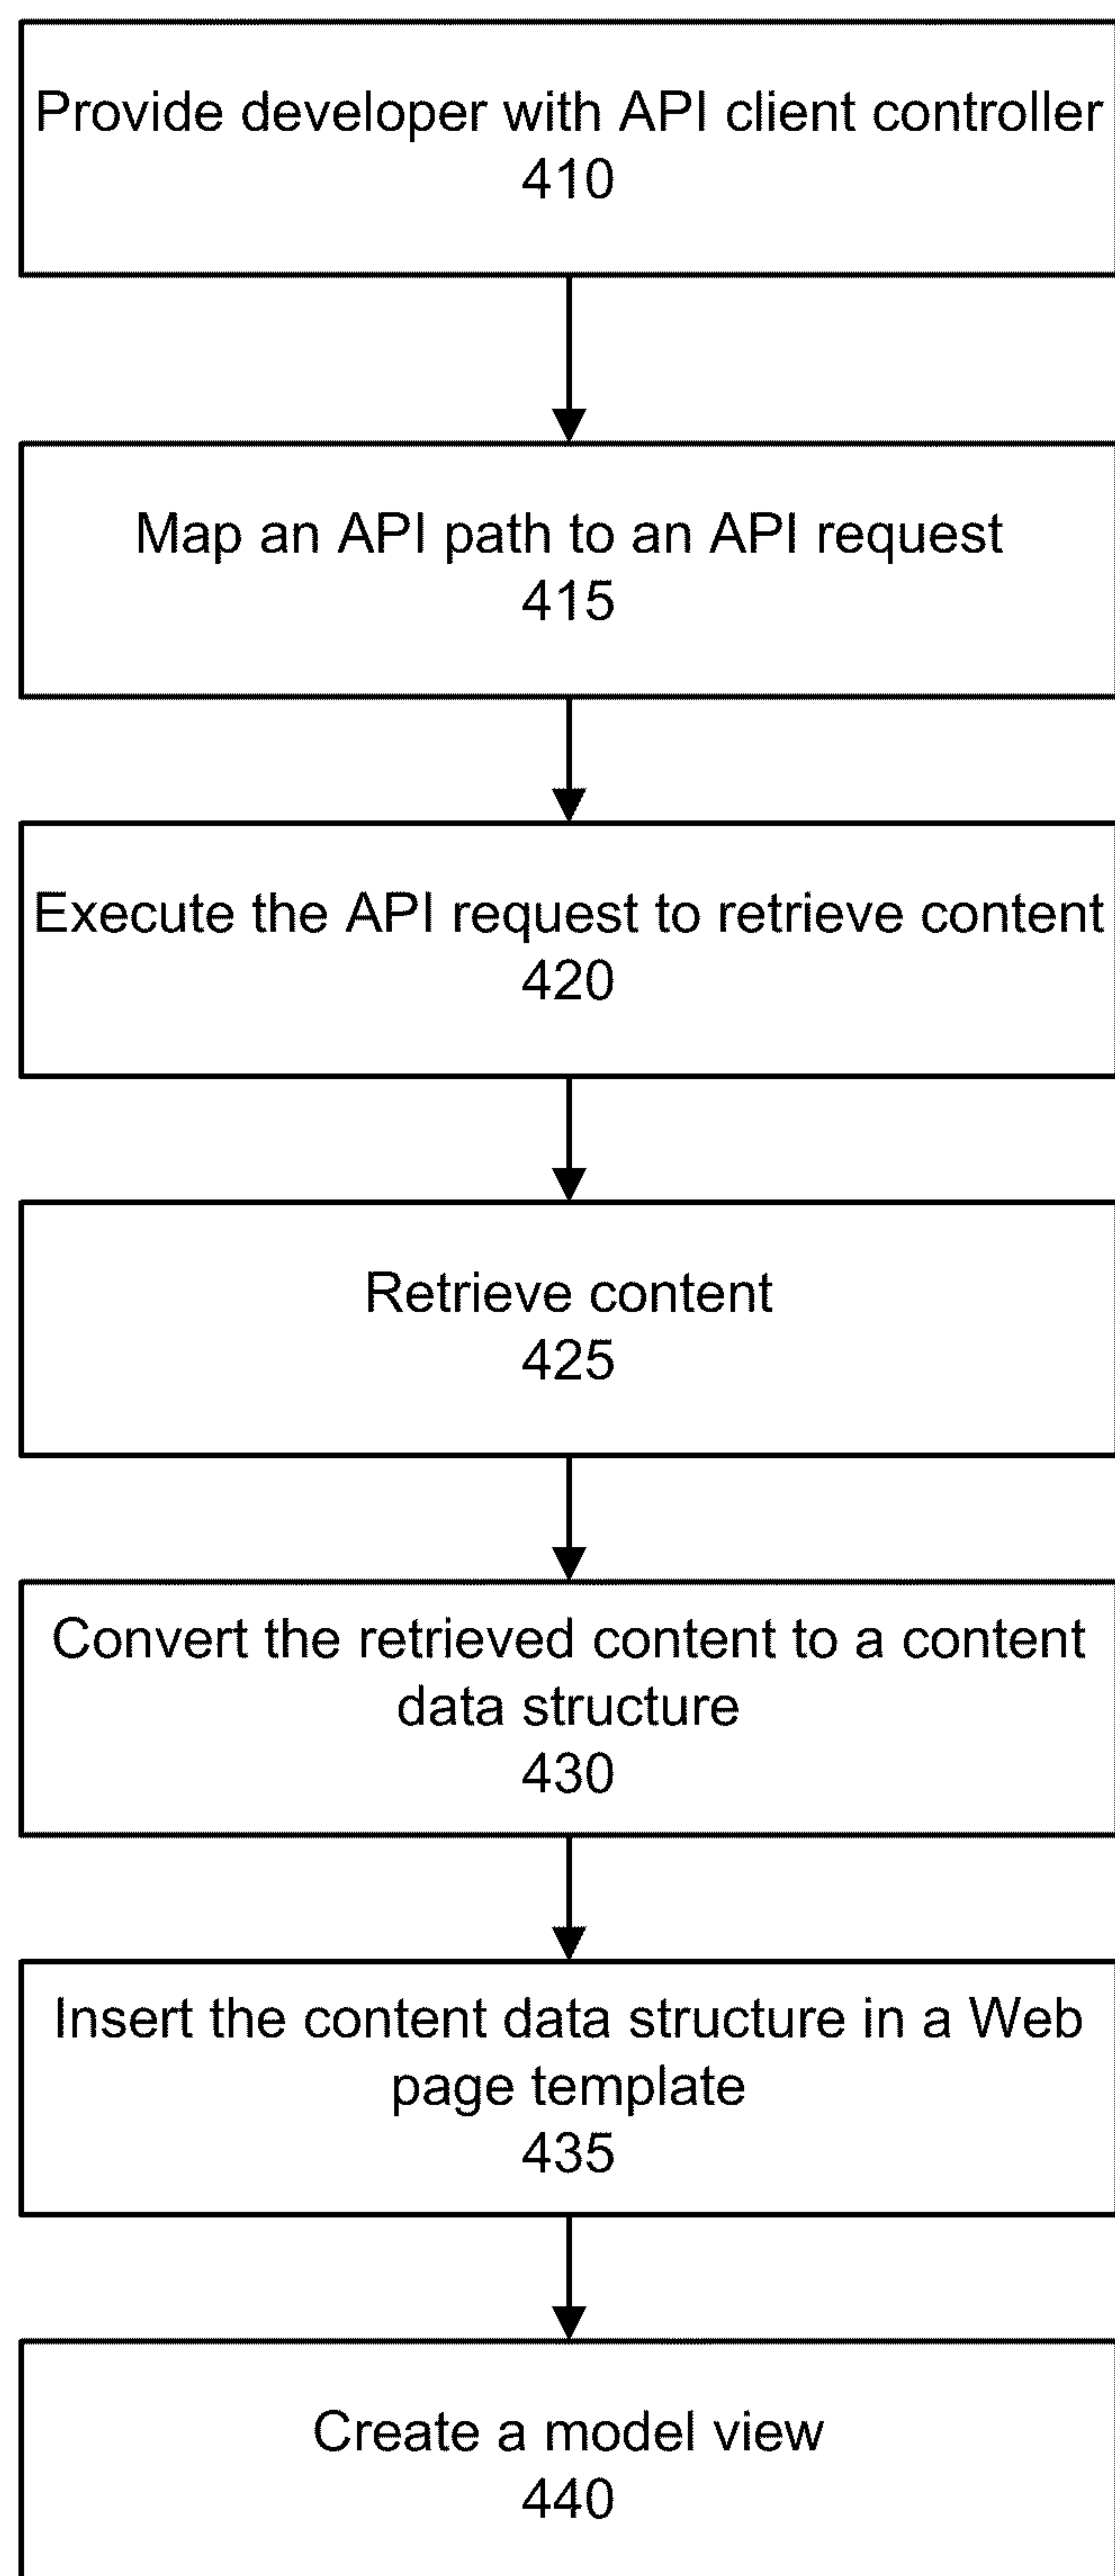 Provide developer with API client controller
410
Map an API path to an API request
415
Execute the API request to retrieve content
420
Retrieve content
425
Convert the retrieved content to a content
data structure
430
Insert the content data structure in a Web
page template
435
Create a model view
440